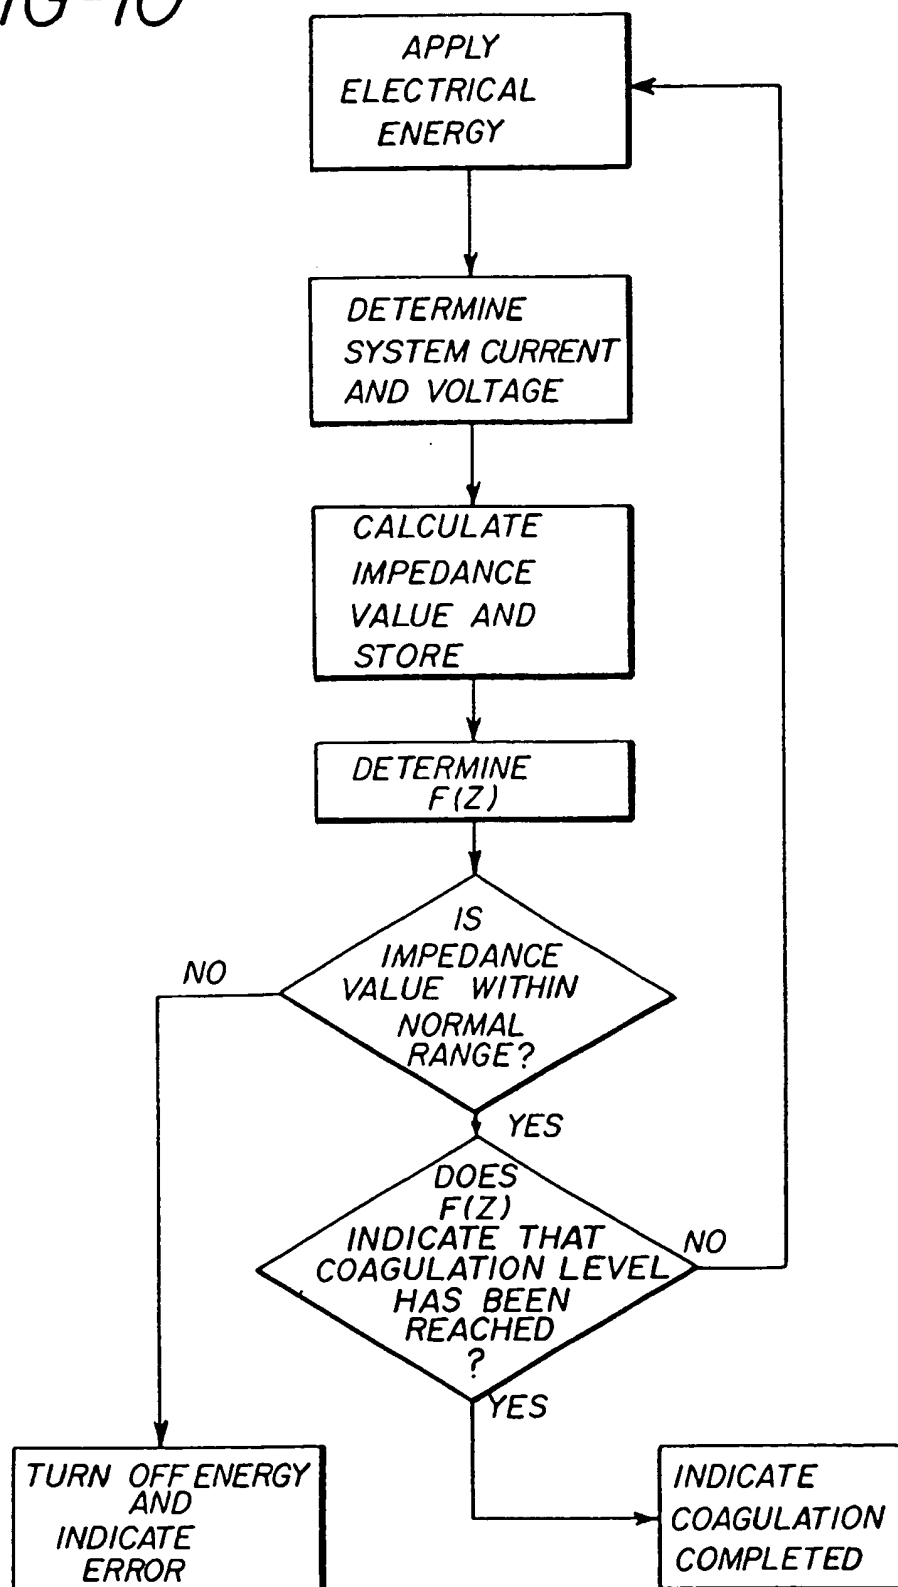 FIG-10
APPLY
ELECTRICAL
ENERGY
DETERMINE
SYSTEM CURRENT
AND VOLTAGE
CALCULATE
IMPEDANCE
VALUE AND
STORE
DETERMINE
F(Z)
IS
IMPEDANCE
VALUE WITHIN
NORMAL
RANGE?
NO
YES
DOES
F(Z)
INDICATE THAT
COAGULATION LEVEL
HAS BEEN
REACHED
?
NO
YES
TURN OFF ENERGY
AND
INDICATE
ERROR
INDICATE
COAGULATION
COMPLETED